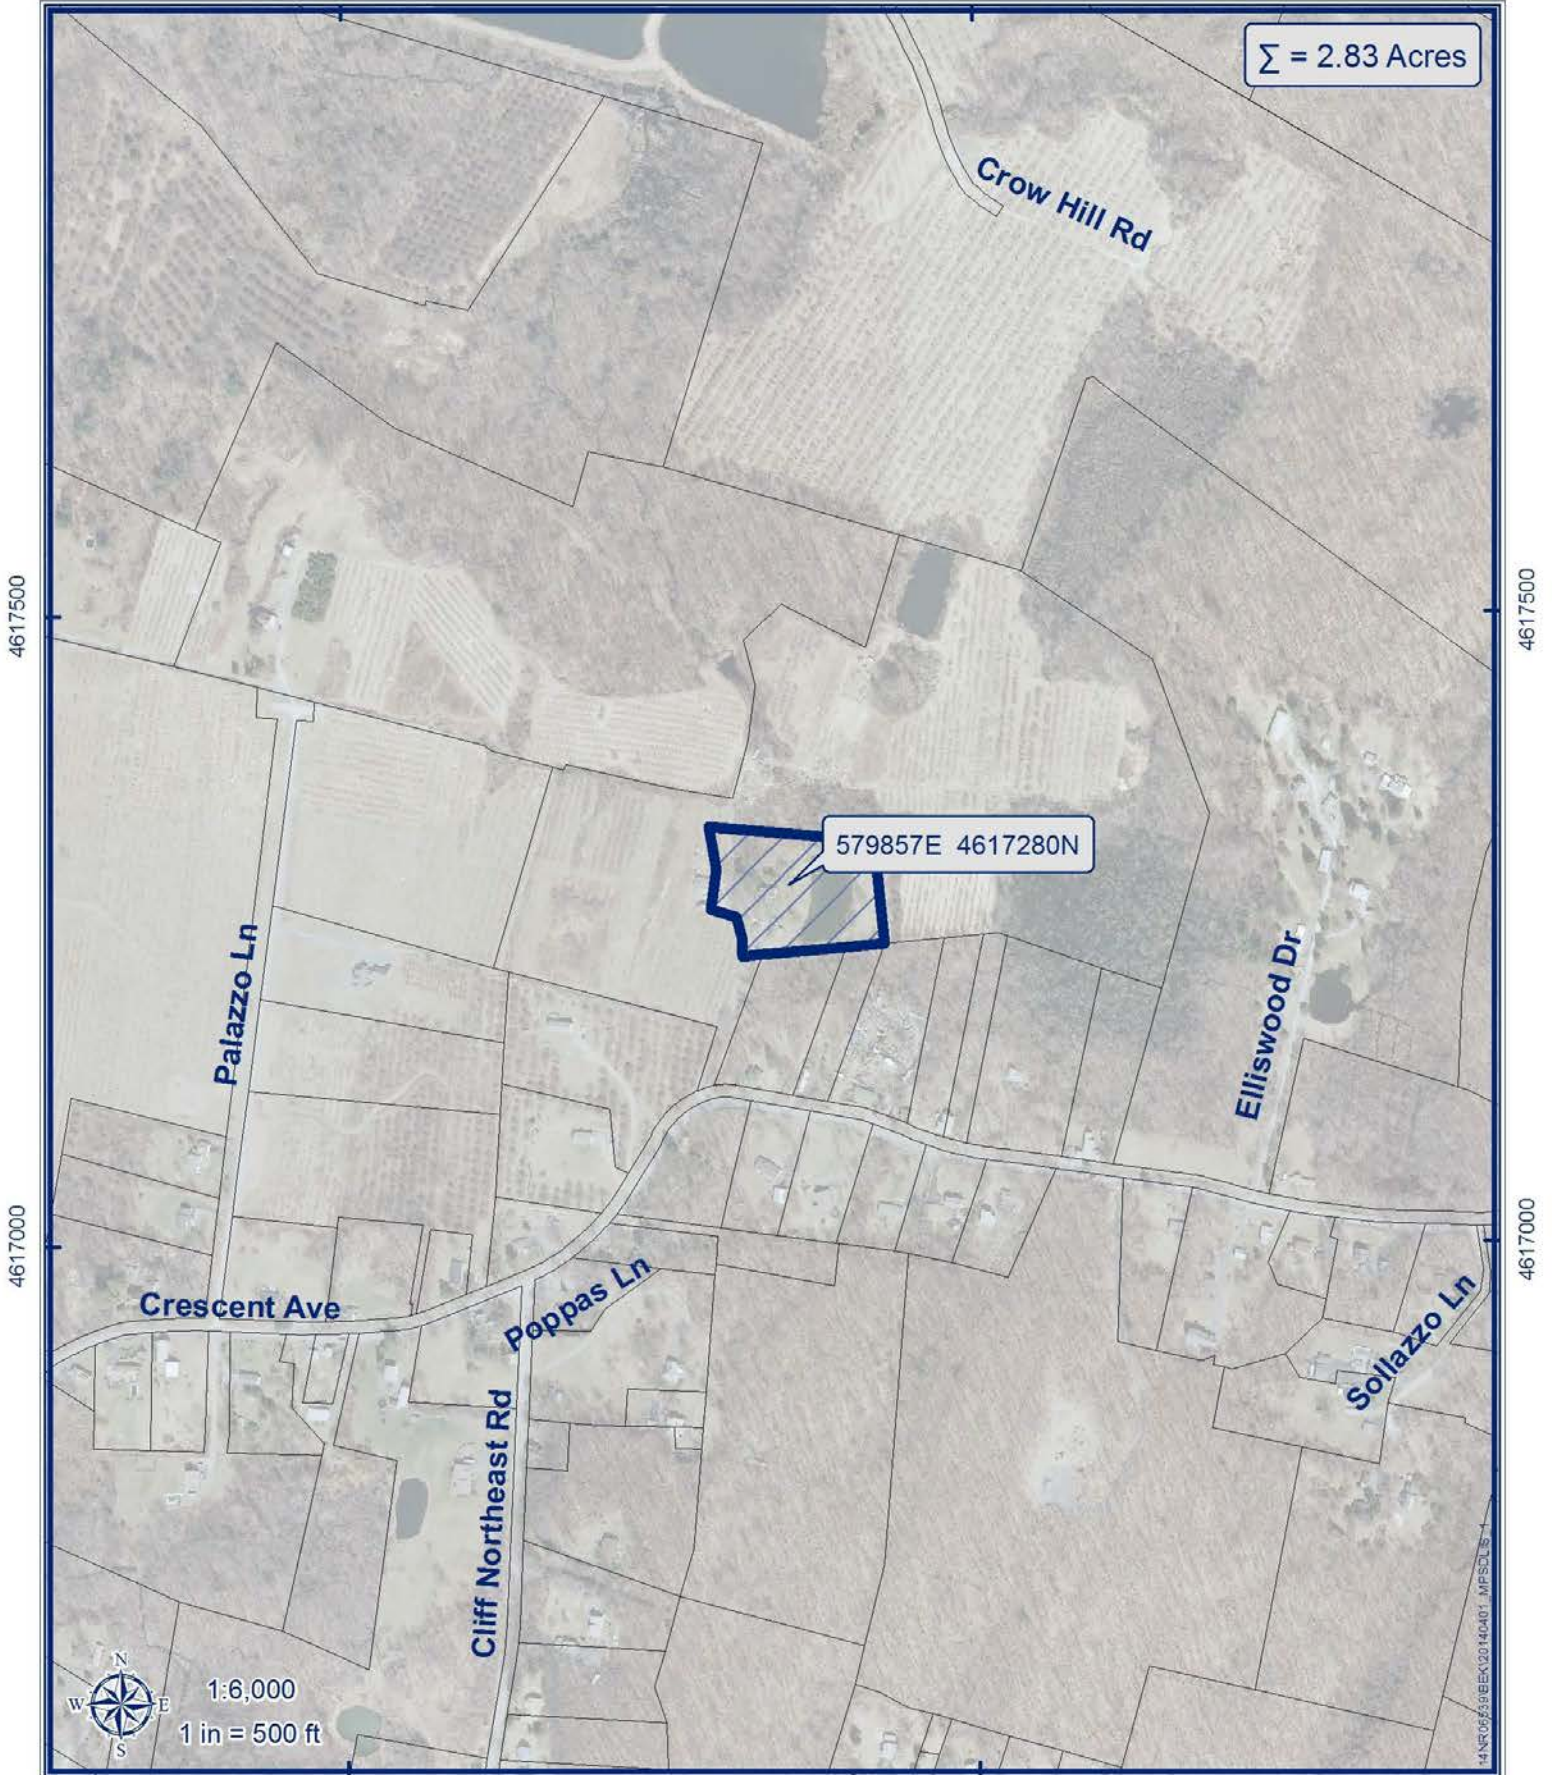 ∑ = 2.83 Acres
Crow Hill Rd
4617500
4617500
579857E 4617280N
Palazzo Ln
Elliswood Dr
4617000
4617000
Crescent Ave
Poppas Ln
Sollazzo Ln
Cliff Northeast Rd
N
W
E
S
1:6,000
1 in = 500 ft